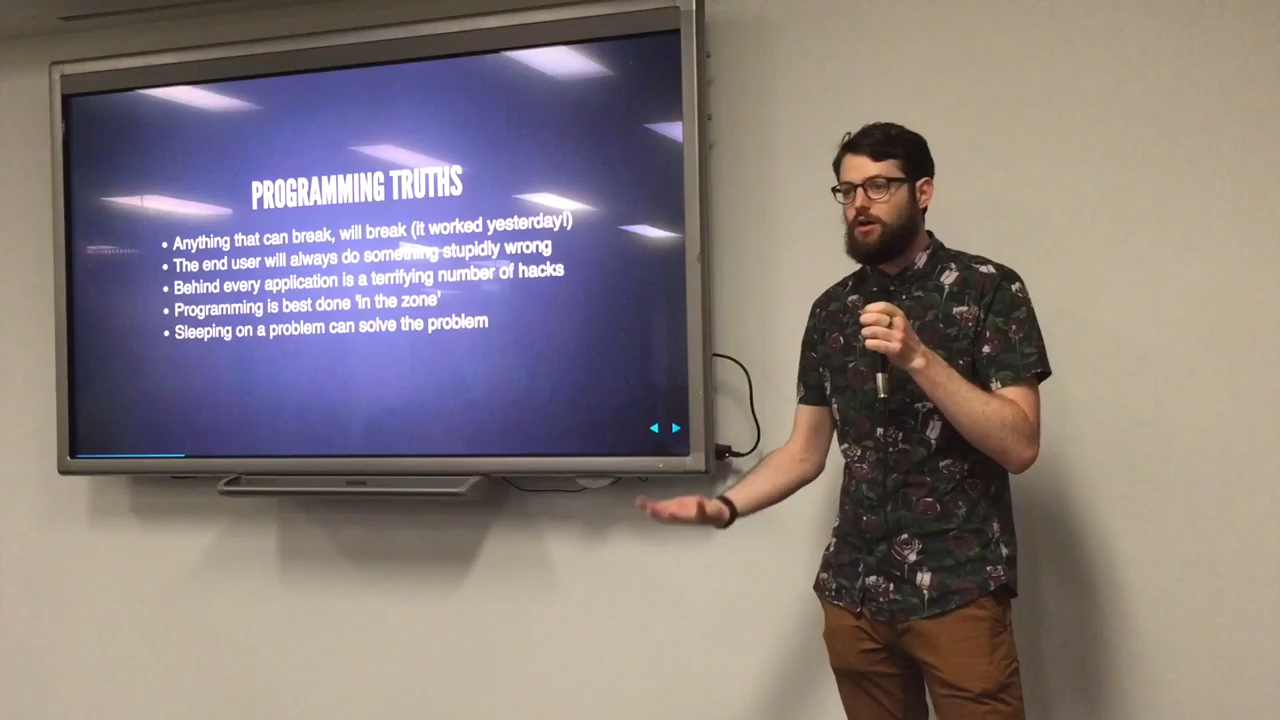 PROGRAMMING TRUTHS
• Anything that can break, will break (it worked yesterday!)
• The end user will always do something stupidly wrong
• Behind every application is a terrifying number of hacks
• Programming is best done 'in the zone'
• Sleeping on a problem can solve the problem